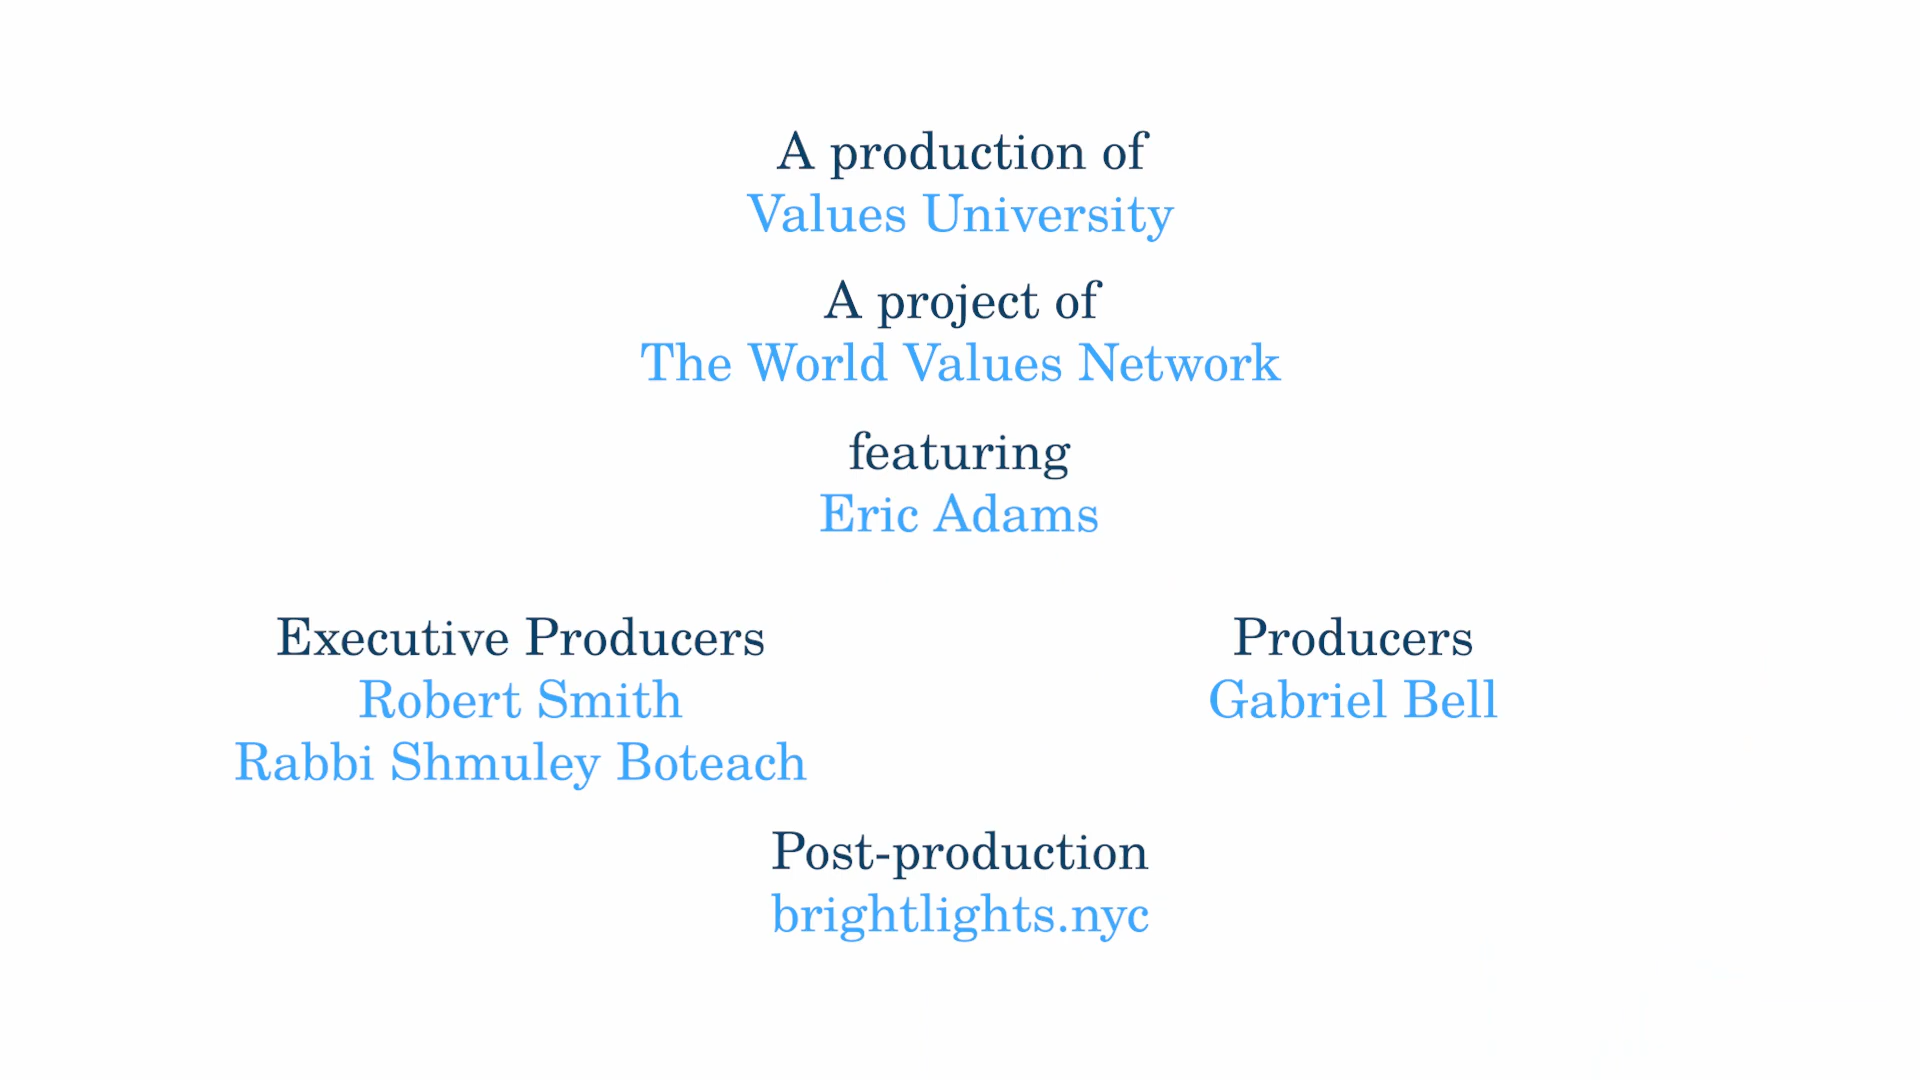 A production of
Values University
A project of
The World Values Network
featuring
Eric Adams
Executive Producers
Robert Smith
Rabbi Shmuley Boteach
Producers
Gabriel Bell
Post-production
brightlights.nyc